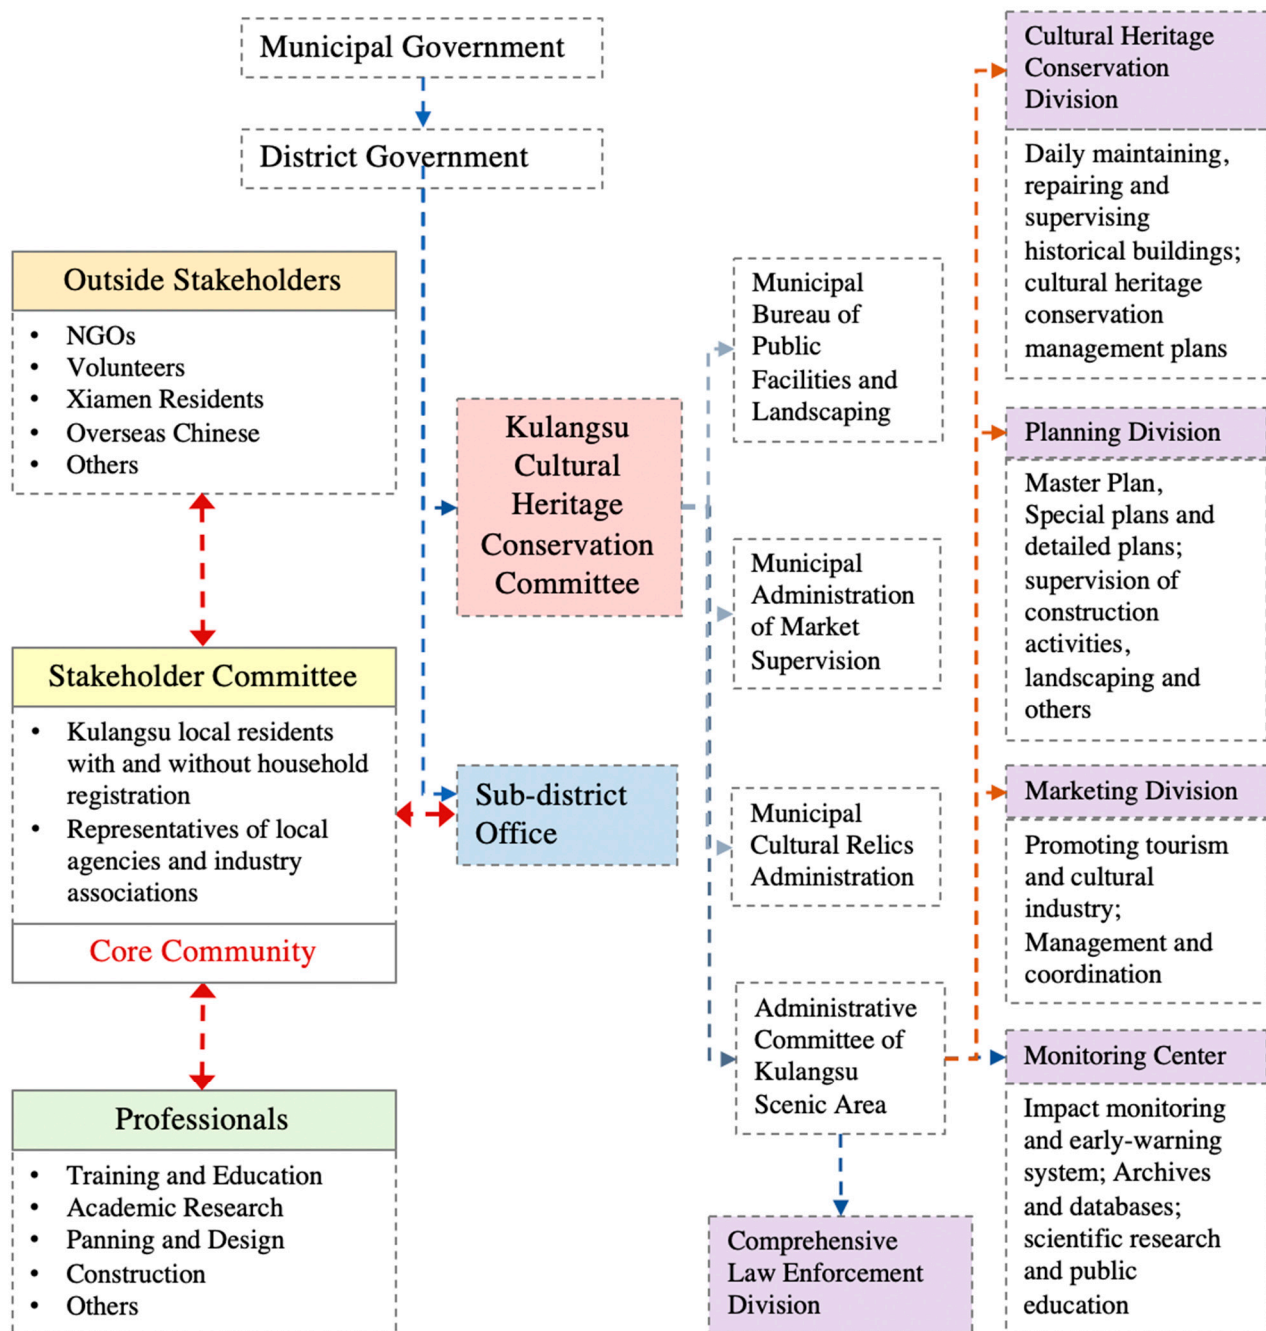 Municipal Government
District Government
Outside Stakeholders
• NGOs
• Volunteers
• Xiamen Residents
• Overseas Chinese
• Others
Stakeholder Committee
• Kulangsu local residents
with and without household
registration
• Representatives of local
agencies and industry
associations
Core Community
Professionals
• Training and Education
• Academic Research
• Panning and Design
• Construction
• Others
Kulangsu
Cultural
Heritage
Conservation
Committee
Sub-district
Office
Municipal
Bureau of
Public
Facilities and
Landscaping
Municipal
Administration
of Market
Supervision
Municipal
Cultural Relics
Administration
Administrative
Committee of
Kulangsu
Scenic Area
Comprehensive
Law Enforcement
Division
Cultural Heritage
Conservation
Division
Daily maintaining,
repairing and
supervising
historical buildings;
cultural heritage
conservation
management plans
Planning Division
Master Plan,
Special plans and
detailed plans;
supervision of
construction
activities,
landscaping and
others
Marketing Division
Promoting tourism
and cultural
industry;
Management and
coordination
Monitoring Center
Impact monitoring
and early-warning
system; Archives
and databases;
scientific research
and public
education